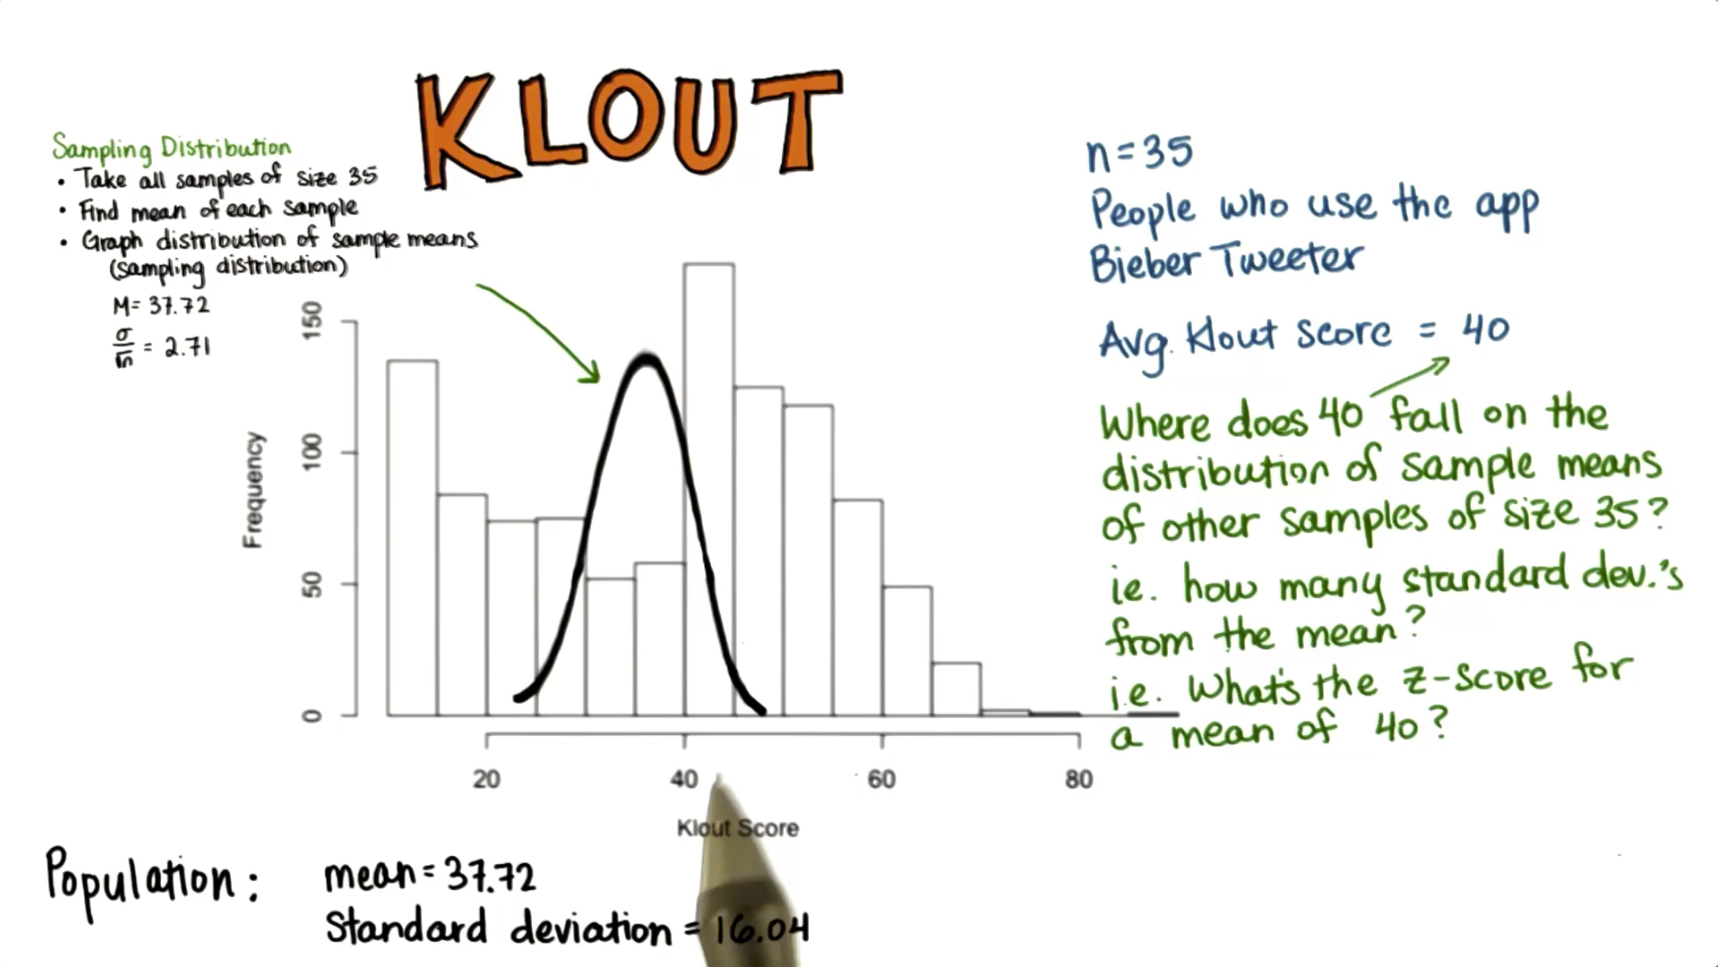 KLOUT
Sampling Distribution
• Take all samples of size 35
• Find mean of each sample
• Graph distribution of sample means
(sampling distribution)
M = 37.72
σ/√n = 2.71
n = 35
People who use the app
Bieber Tweeter
Avg. Klout Score = 40
Where does 40 fall on the
distribution of sample means
of other samples of size 35?
ie. how many standard dev.'s
from the mean?
i.e. What's the z-score for
a mean of 40?
Frequency
150
100
50
0
20 40 60 80
Klout Score
Population: mean = 37.72
Standard deviation = 16.04